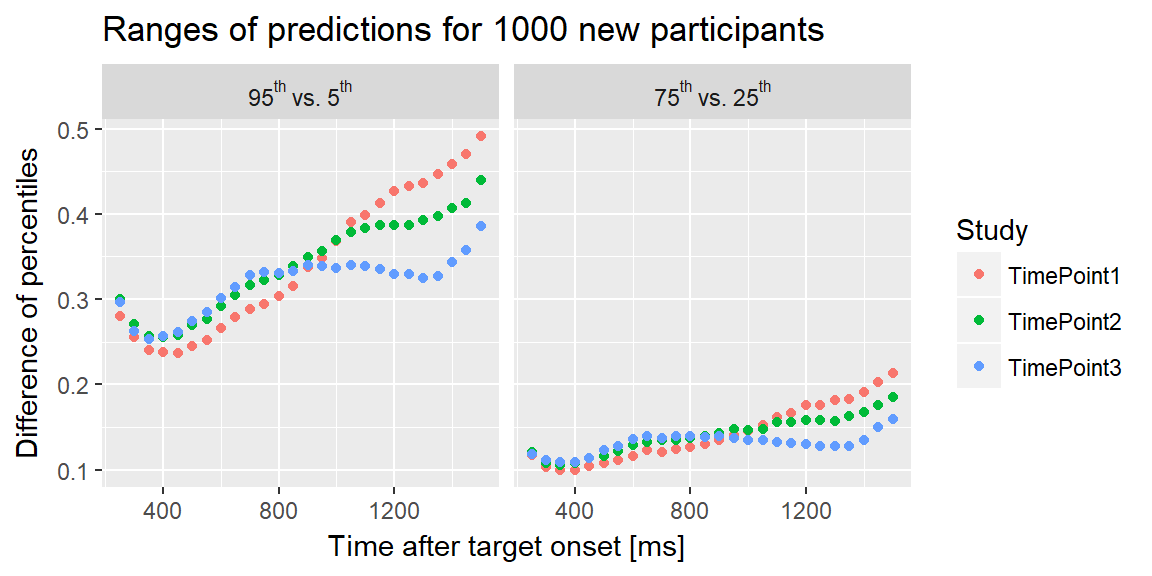 Ranges of predictions for 1000 new participants
95th vs. 5th
75th vs. 25th
Difference of percentiles
0.5
0.4
0.3
0.2
0.1
400
800
1200
400
800
1200
Time after target onset [ms]
Study
TimePoint1
TimePoint2
TimePoint3